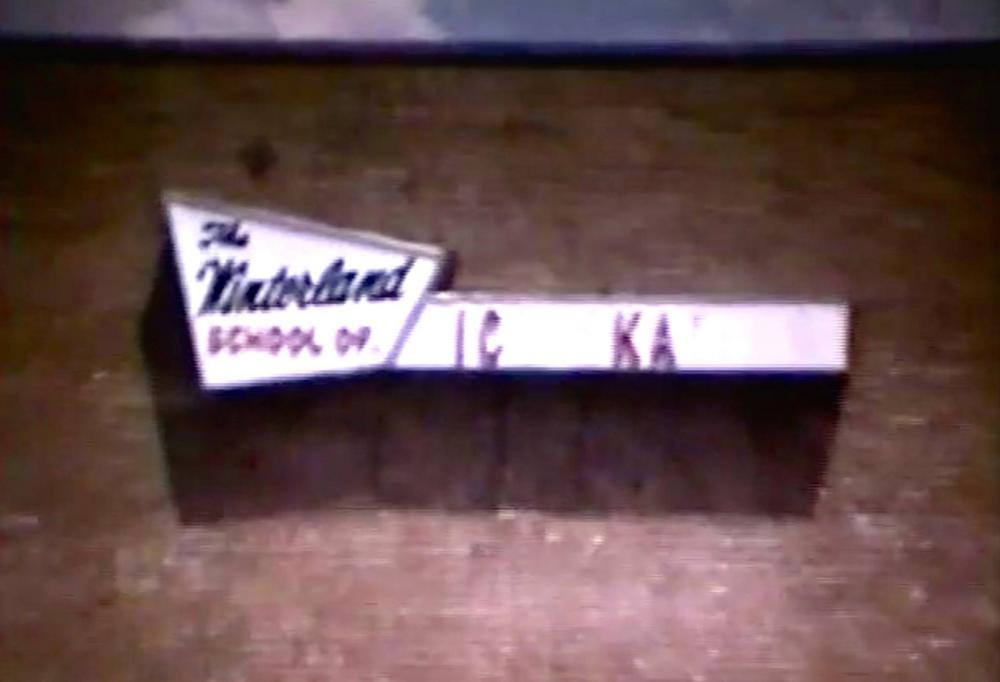 The
Winterland
SCHOOL OF
IC KA